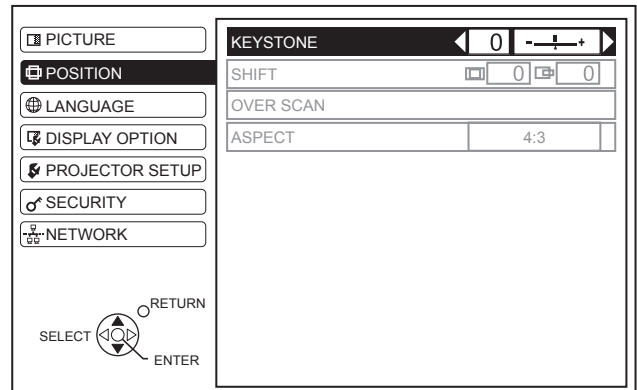 PICTURE
POSITION
LANGUAGE
DISPLAY OPTION
PROJECTOR SETUP
SECURITY
NETWORK
RETURN
SELECT
ENTER
KEYSTONE 0 - +
SHIFT 0 0
OVER SCAN
ASPECT 4:3